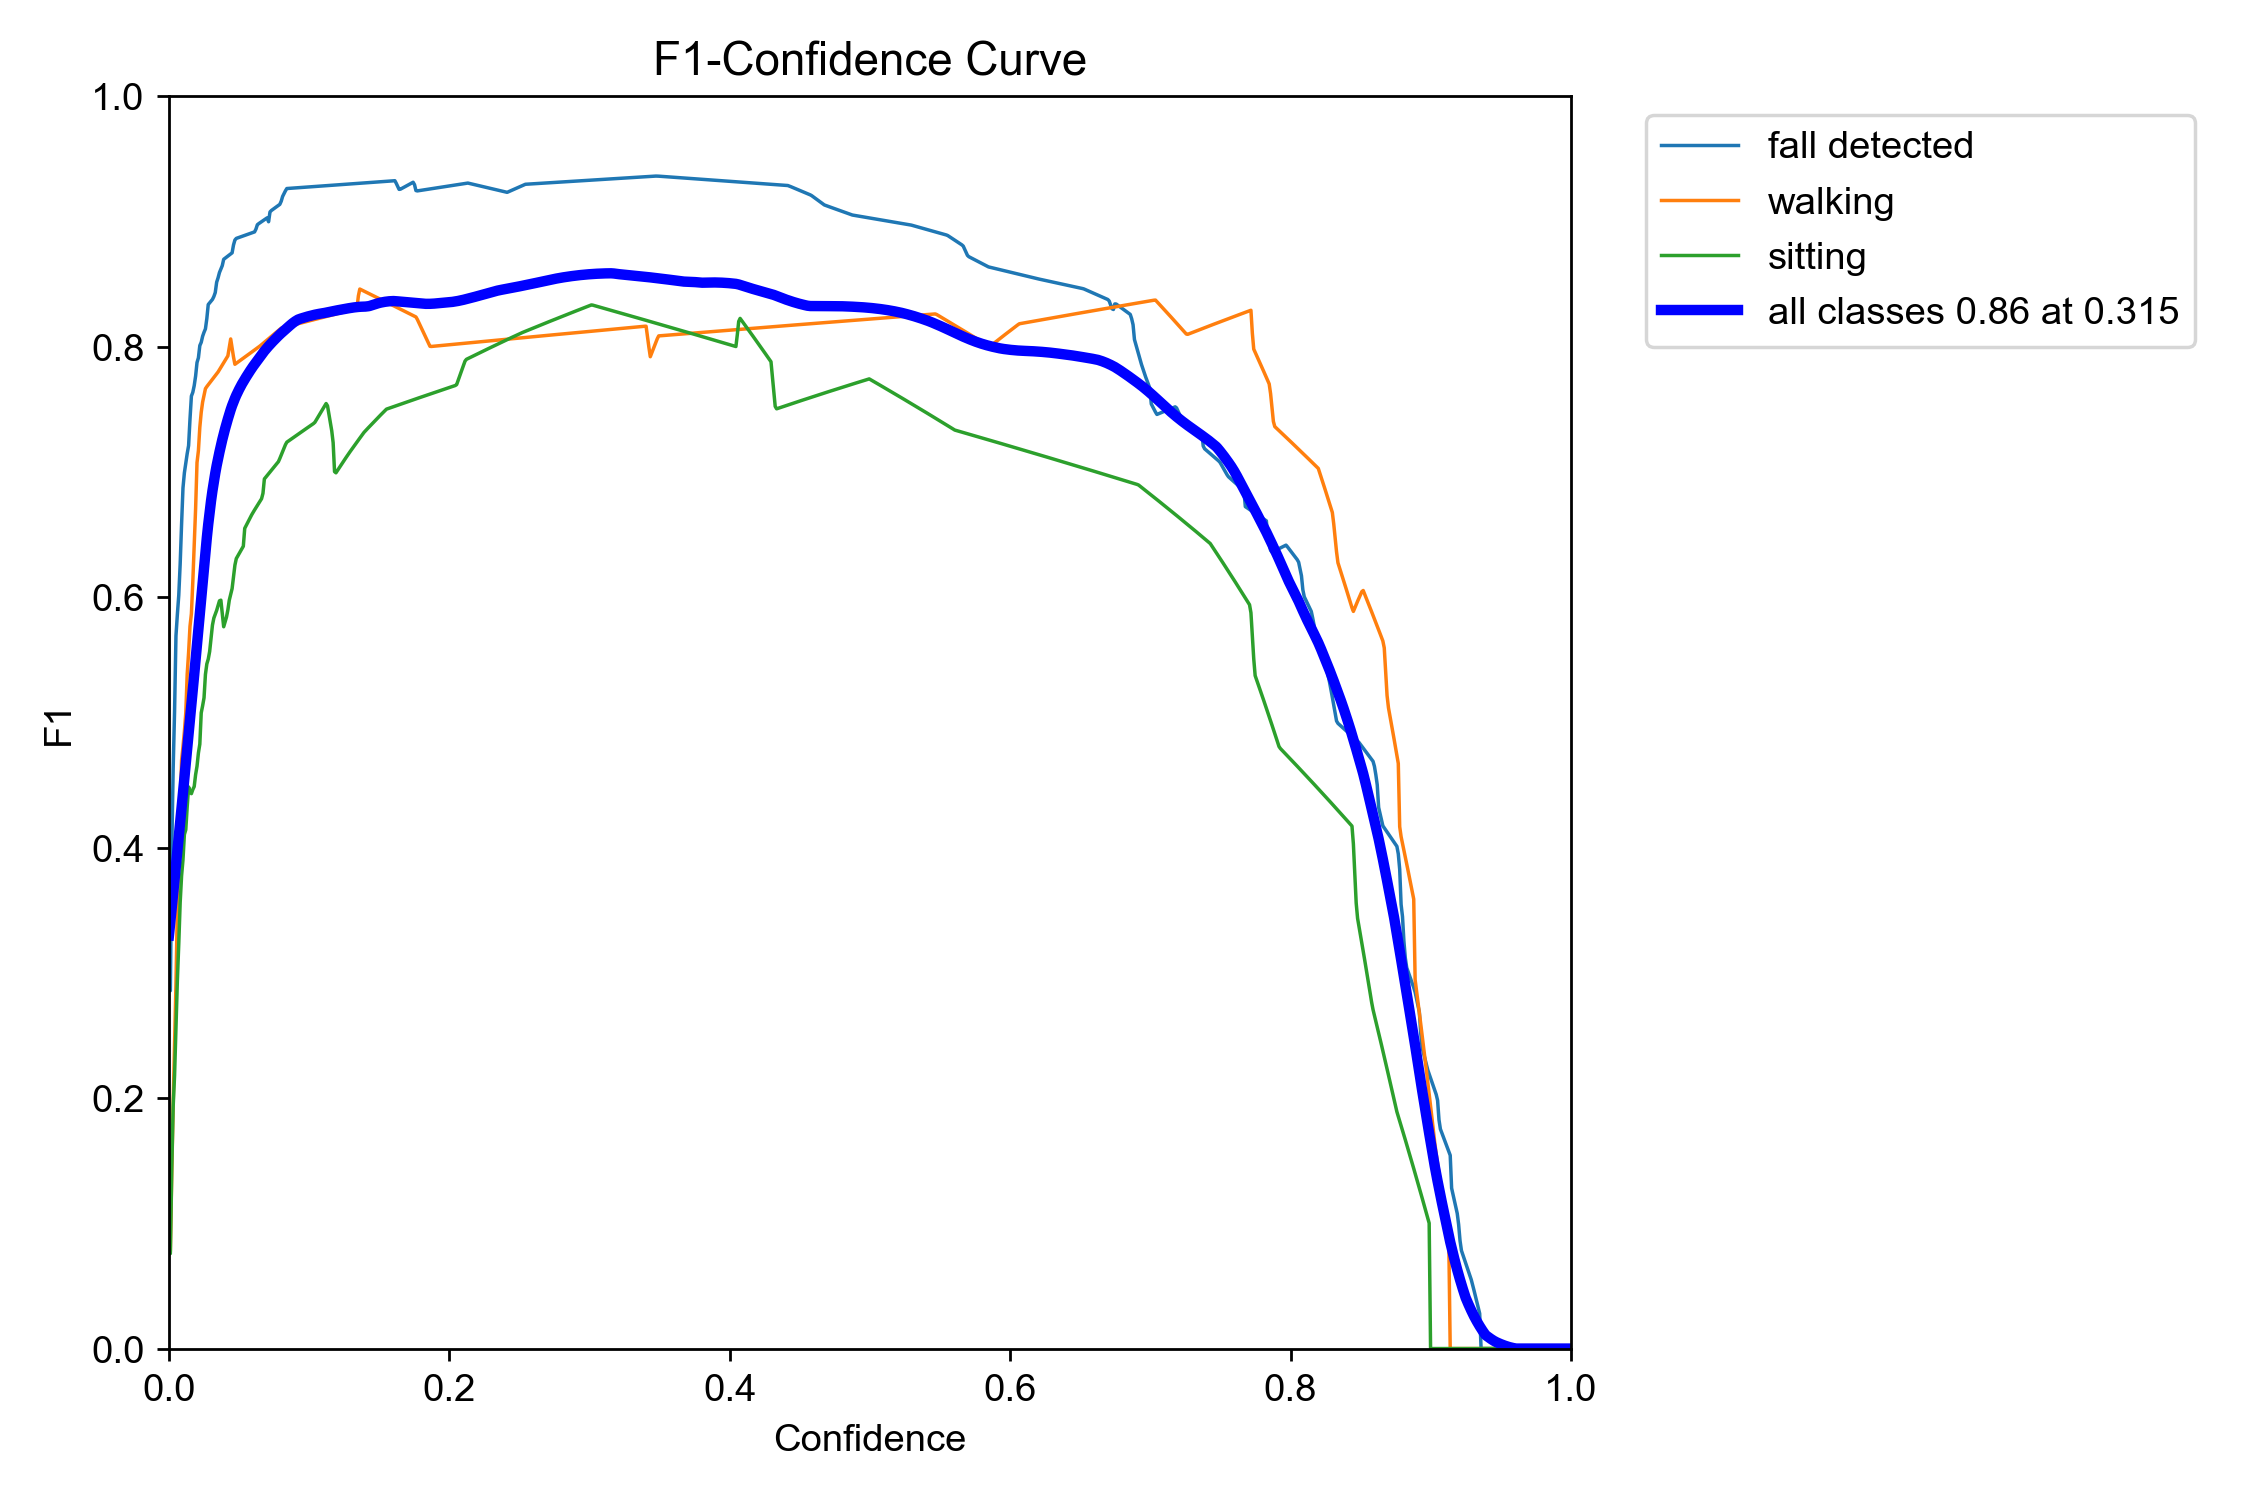 F1-Confidence Curve
1.0
0.8
0.6
0.4
0.2
0.0
F1
0.0 0.2 0.4 0.6 0.8 1.0
Confidence
fall detected
walking
sitting
all classes 0.86 at 0.315